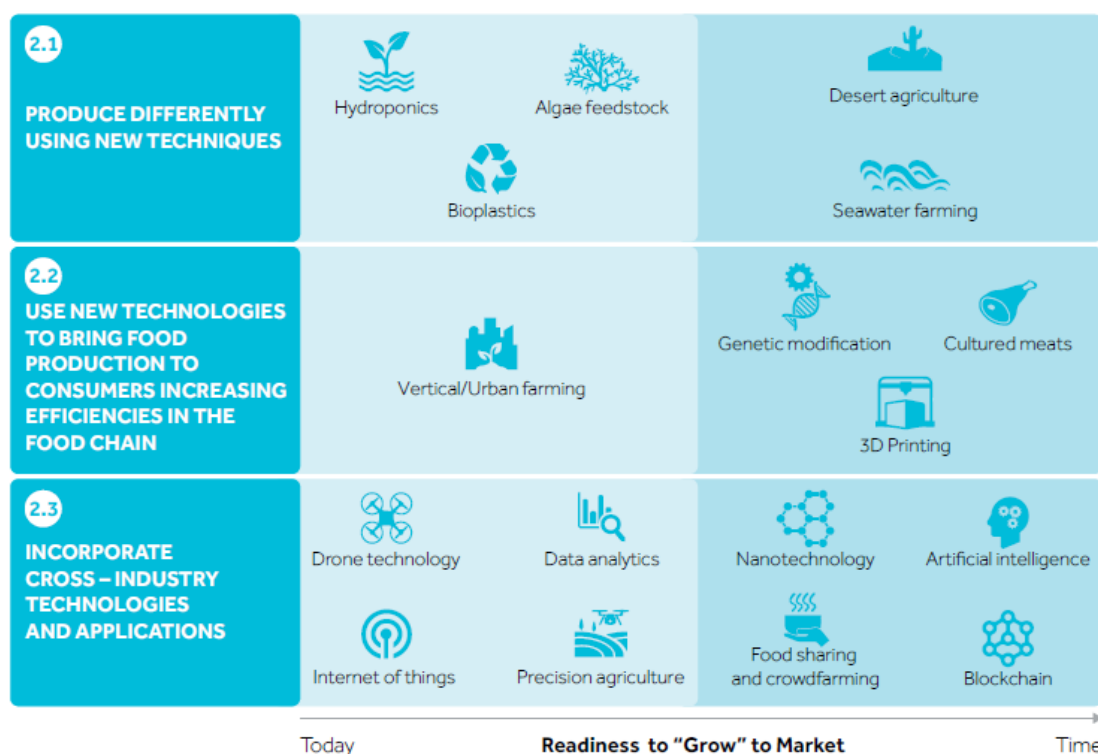 2.1
PRODUCE DIFFERENTLY
USING NEW TECHNIQUES
Hydroponics
Algae feedstock
Bioplastics
Desert agriculture
Seawater farming
2.2
USE NEW TECHNOLOGIES
TO BRING FOOD
PRODUCTION TO
CONSUMERS INCREASING
EFFICIENCIES IN THE
FOOD CHAIN
Vertical/Urban farming
Genetic modification
Cultured meats
3D Printing
2.3
INCORPORATE
CROSS – INDUSTRY
TECHNOLOGIES
AND APPLICATIONS
Drone technology
Data analytics
Internet of things
Precision agriculture
Nanotechnology
Artificial intelligence
Food sharing
and crowdfarming
Blockchain
Today
Readiness to “Grow” to Market
Time